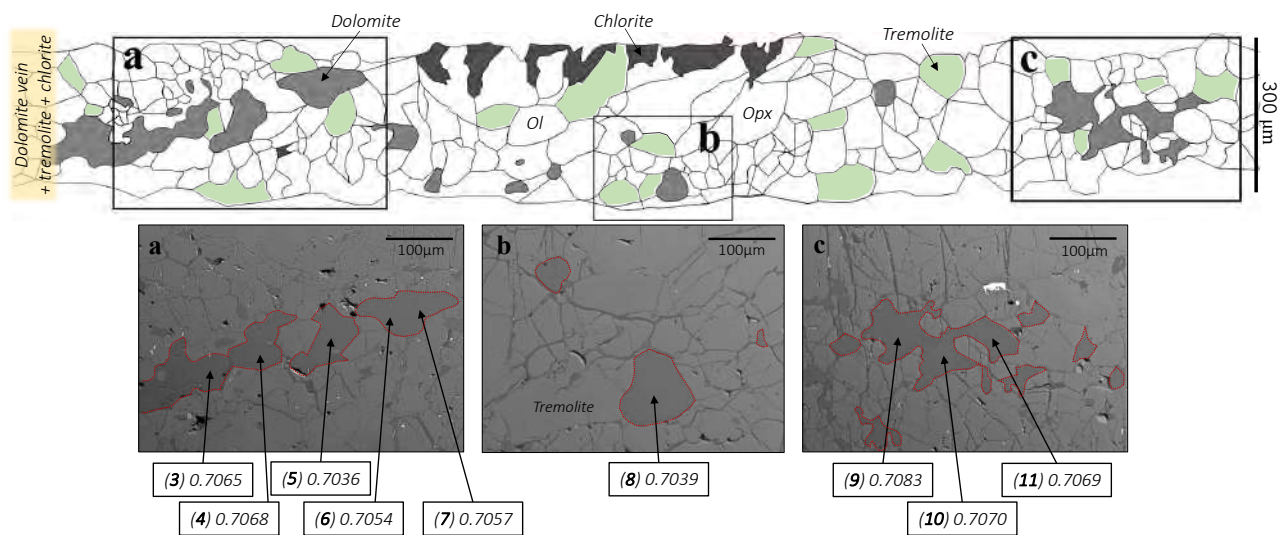 Dolomite vein
+ tremolite + chlorite
a
Dolomite
Chlorite
Tremolite
c
Ol
Opx
b
300 µm
a
100µm
b
100µm
Tremolite
c
100µm
(3) 0.7065
(5) 0.7036
(8) 0.7039
(9) 0.7083
(11) 0.7069
(4) 0.7068
(6) 0.7054
(7) 0.7057
(10) 0.7070